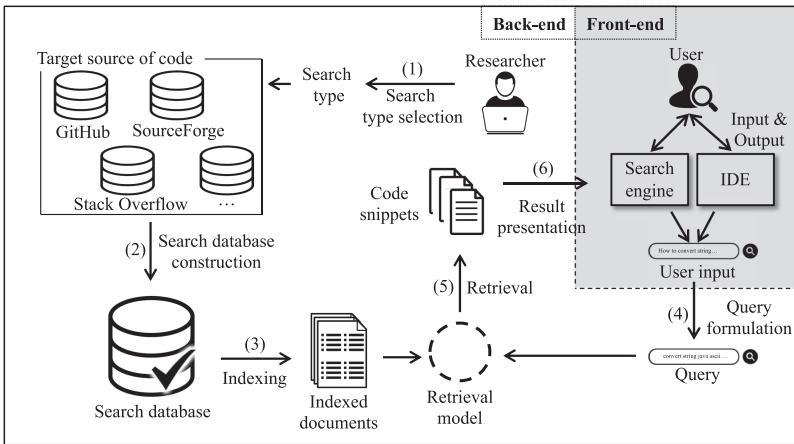 Back-end
Front-end
Target source of code
GitHub
SourceForge
Stack Overflow
...
Search
type
(1)
Search
type selection
Researcher
User
Input &
Output
Search
engine
IDE
How to convert string...
User input
(2)
Search database
construction
Code
snippets
(6)
Result
presentation
(5)
Retrieval
(4)
Query
formulation
(3)
Indexing
convert string java ascii ...
Query
Search database
Indexed
documents
Retrieval
model